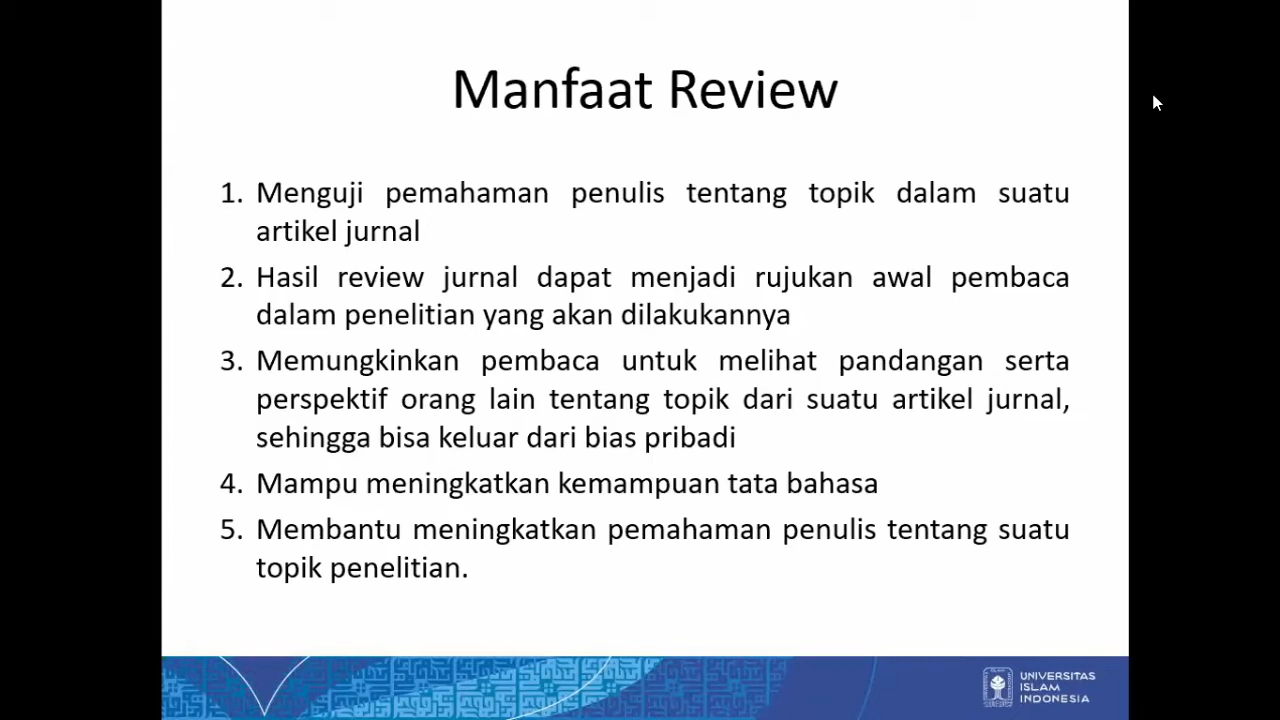 Manfaat Review
1. Menguji pemahaman penulis tentang topik dalam suatu
artikel jurnal
2. Hasil review jurnal dapat menjadi rujukan awal pembaca
dalam penelitian yang akan dilakukannya
3. Memungkinkan pembaca untuk melihat pandangan serta
perspektif orang lain tentang topik dari suatu artikel jurnal,
sehingga bisa keluar dari bias pribadi
4. Mampu meningkatkan kemampuan tata bahasa
5. Membantu meningkatkan pemahaman penulis tentang suatu
topik penelitian.
UNIVERSITAS
ISLAM
INDONESIA